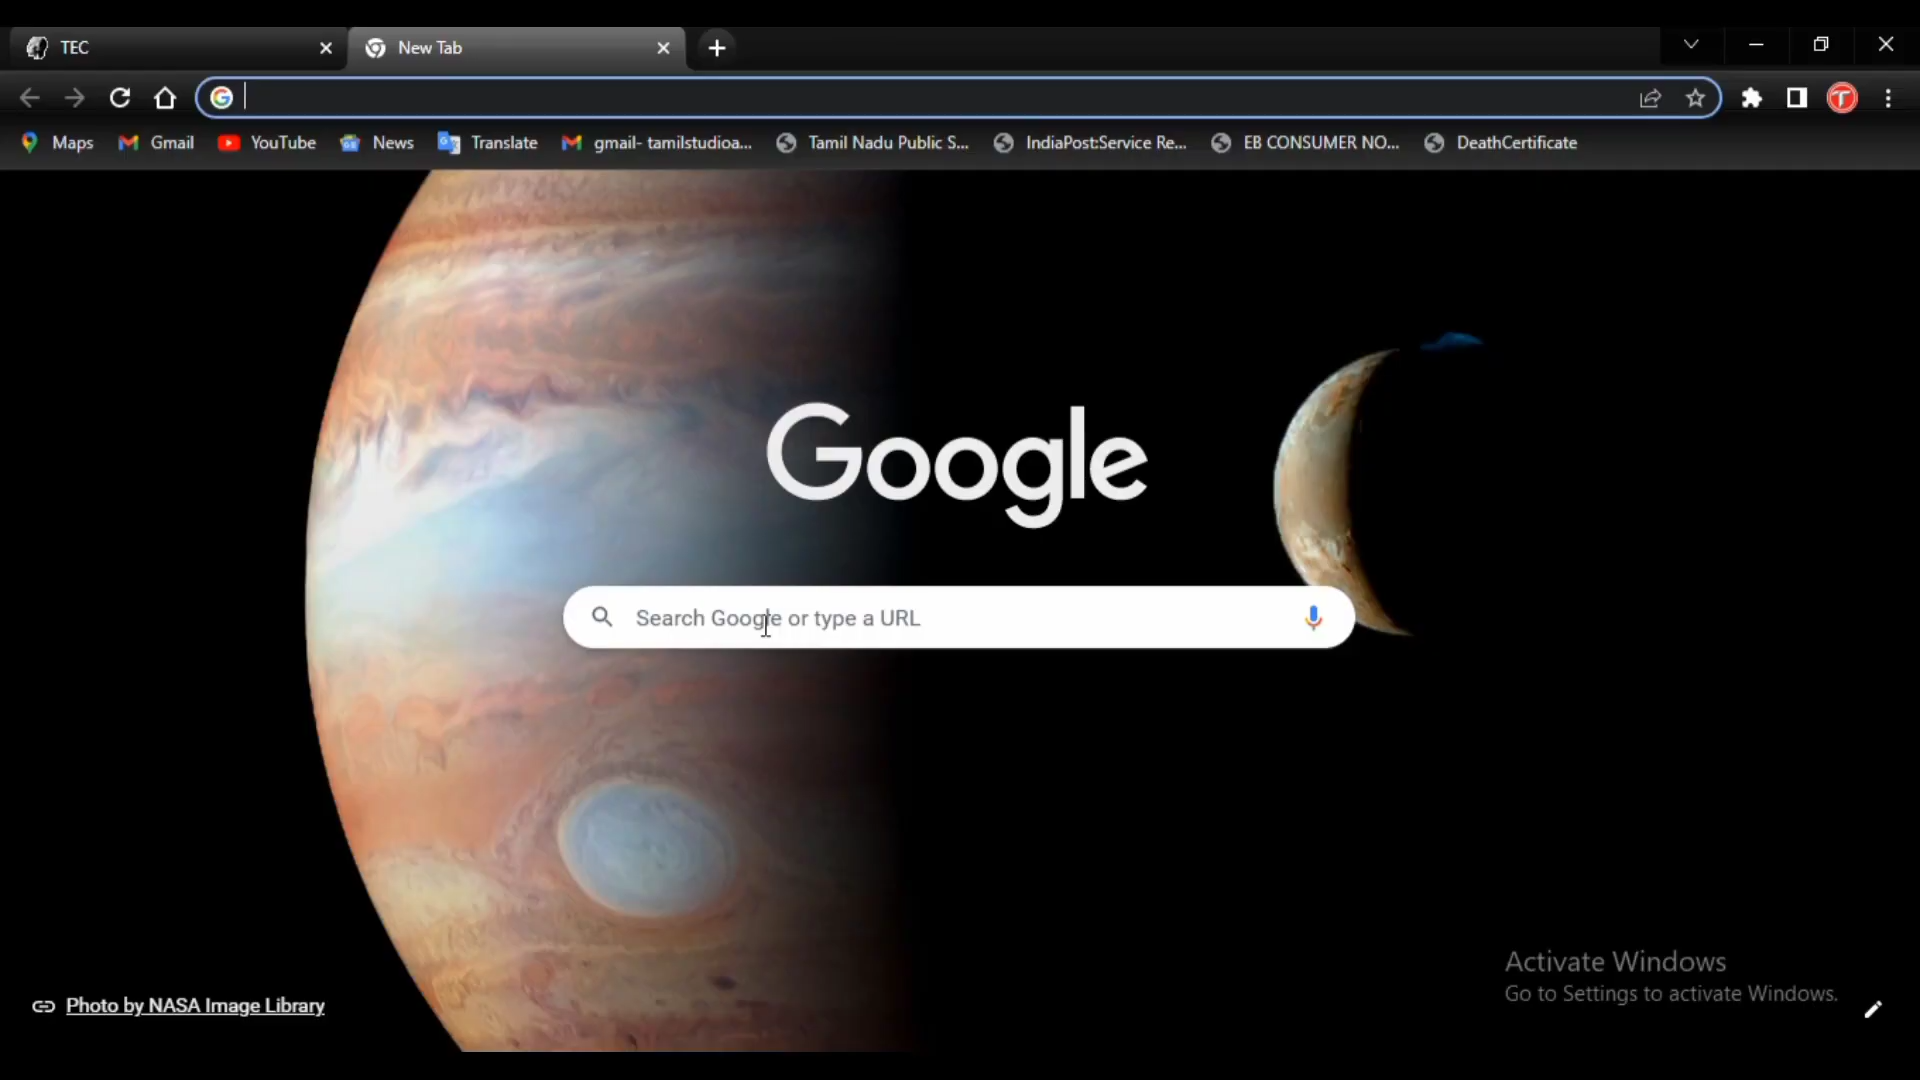 TEC
New Tab
Maps
Gmail
YouTube
News
Translate
gmail- tamilstudioa...
Tamil Nadu Public S...
IndiaPost:Service Re...
EB CONSUMER NO...
DeathCertificate
Google
Search Google or type a URL
Activate Windows
Go to Settings to activate Windows.
Photo by NASA Image Library